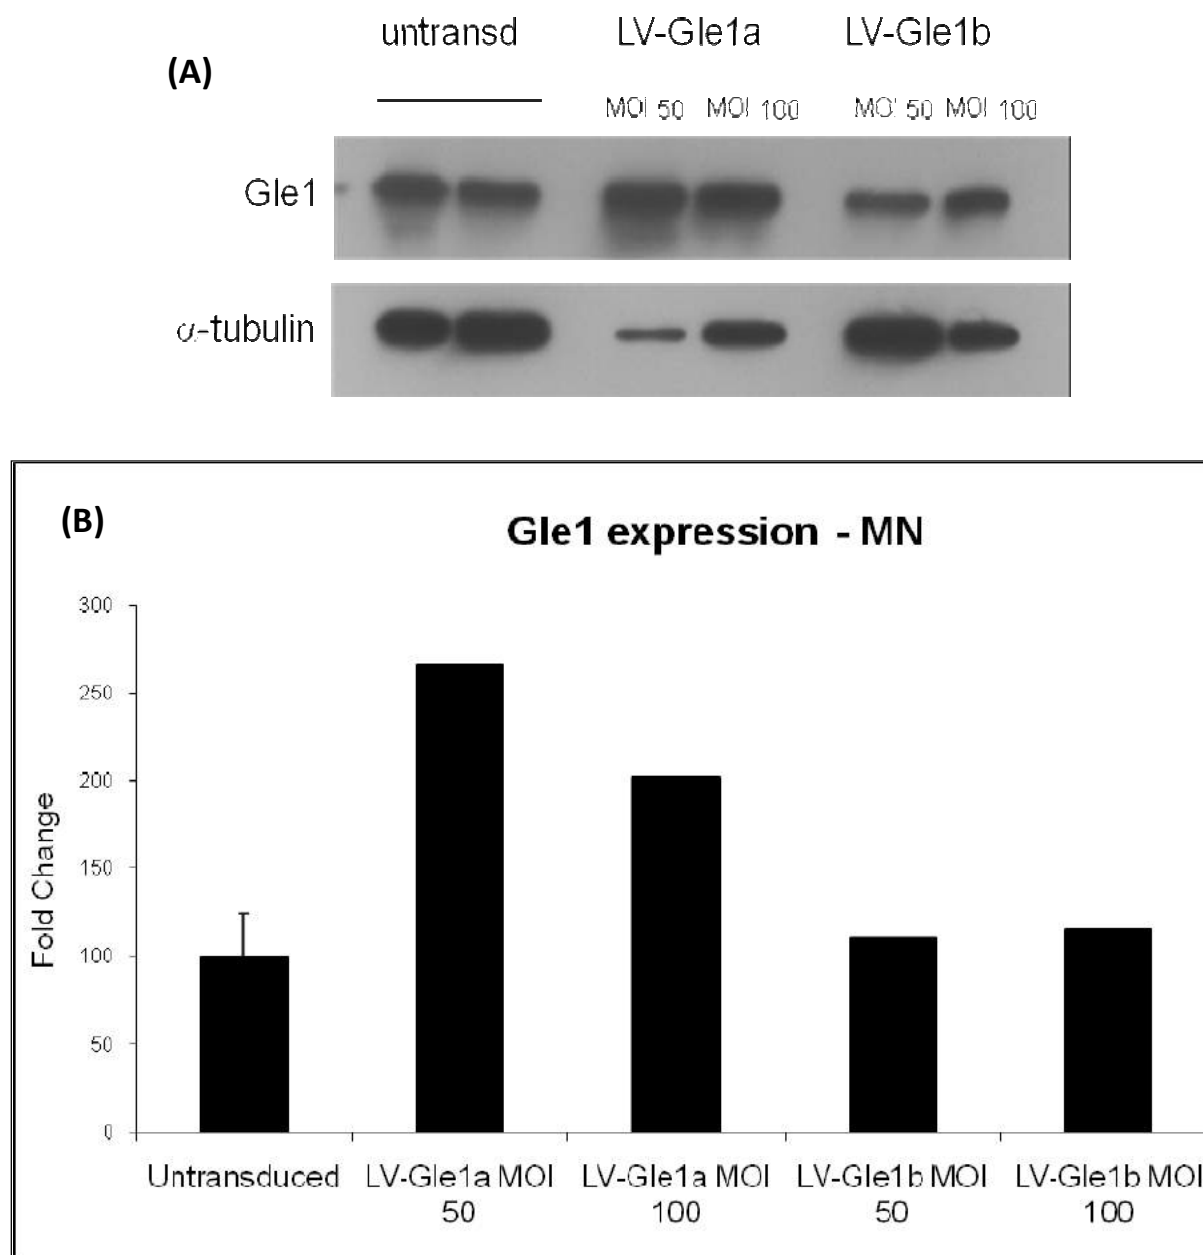 untransd LV-Gle1a LV-Gle1b
(A)
MOI 50 MOI 100 MOI 50 MOI 100
Gle1
α-tubulin
(B)
Gle1 expression - MN
300
250
200
150
100
50
0
Fold Change
Untransduced LV-Gle1a MOI LV-Gle1a MOI LV-Gle1b MOI LV-Gle1b MOI
50 100 50 100